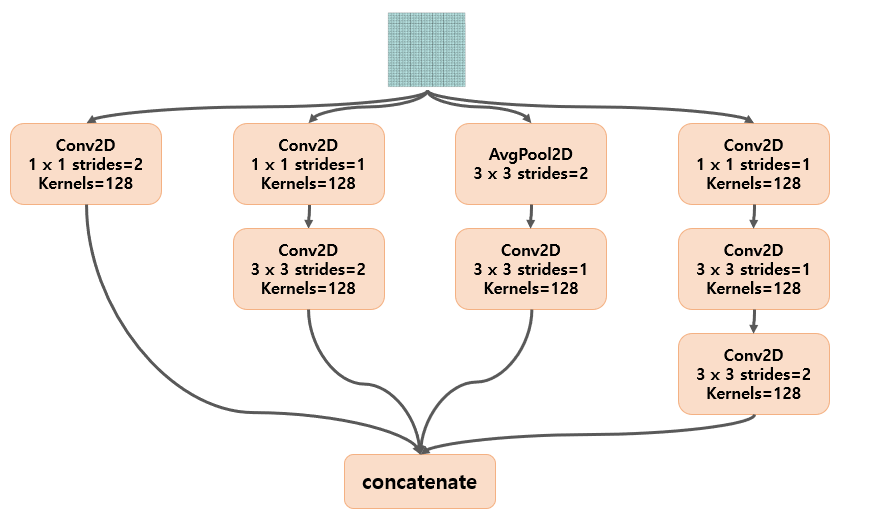 Conv2D
1 x 1 strides=2
Kernels=128
Conv2D
1 x 1 strides=1
Kernels=128
AvgPool2D
3 x 3 strides=2
Conv2D
1 x 1 strides=1
Kernels=128
Conv2D
3 x 3 strides=2
Kernels=128
Conv2D
3 x 3 strides=1
Kernels=128
Conv2D
3 x 3 strides=1
Kernels=128
Conv2D
3 x 3 strides=2
Kernels=128
concatenate